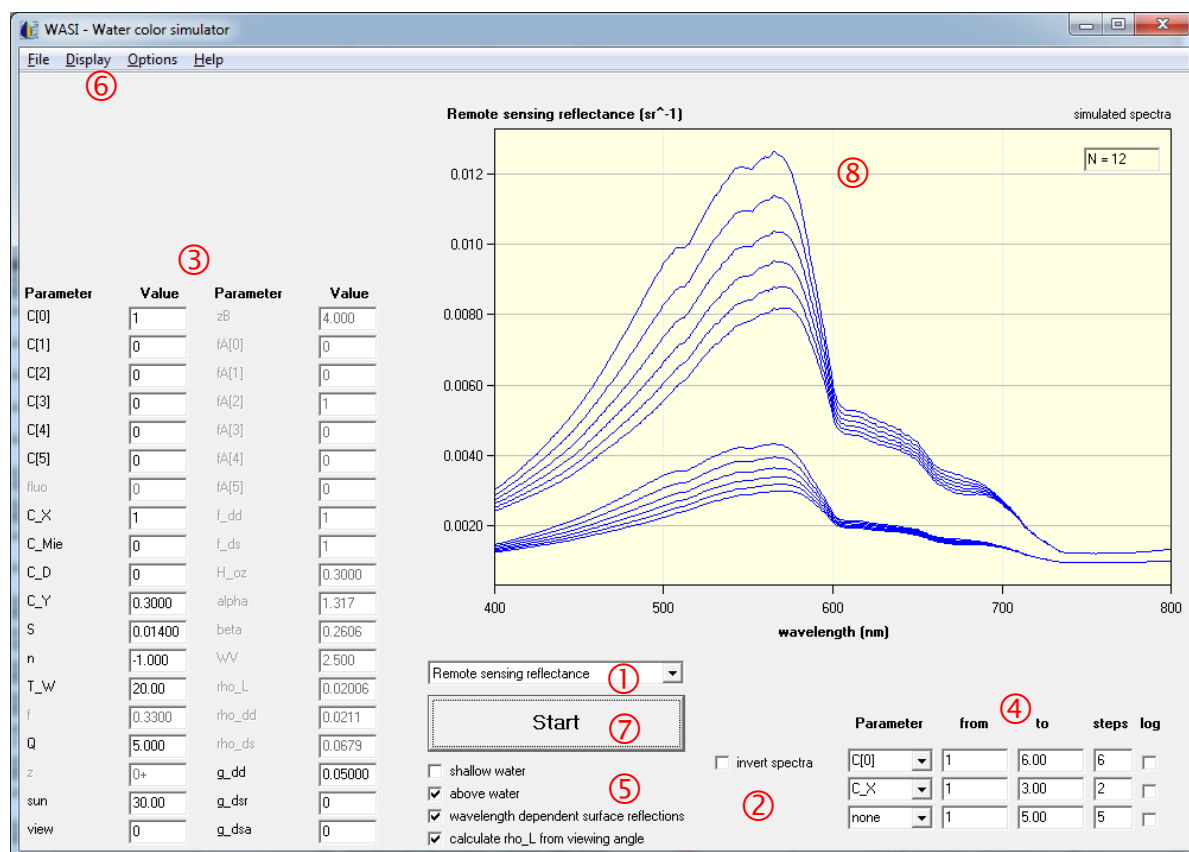 WASI - Water color simulator
File Display Options Help
⑥
Remote sensing reflectance (sr^-1) simulated spectra
N = 12
⑧
0.012
0.010
0.0080
0.0060
0.0040
0.0020
400 500 600 700 800
wavelength (nm)
③
Parameter Value Parameter Value
C[0] 1 zB 4.000
C[1] 0 fA[0] 0
C[2] 0 fA[1] 0
C[3] 0 fA[2] 1
C[4] 0 fA[3] 0
C[5] 0 fA[4] 0
fluo 0 fA[5] 0
C_X 1 f_dd 1
C_Mie 0 f_ds 1
C_D 0 H_oz 0.3000
C_Y 0.3000 alpha 1.317
S 0.01400 beta 0.2606
n -1.000 WV 2.500
T_W 20.00 rho_L 0.02006
f 0.3300 rho_dd 0.0211
Q 5.000 rho_ds 0.0679
z 0+ g_dd 0.05000
sun 30.00 g_dsr 0
view 0 g_dsa 0
Remote sensing reflectance ①
Start ⑦
shallow water
above water ⑤
wavelength dependent surface reflections
calculate rho_L from viewing angle
invert spectra
②
④
Parameter from to steps log
C[0] 1 6.00 6
C_X 1 3.00 2
none 1 5.00 5